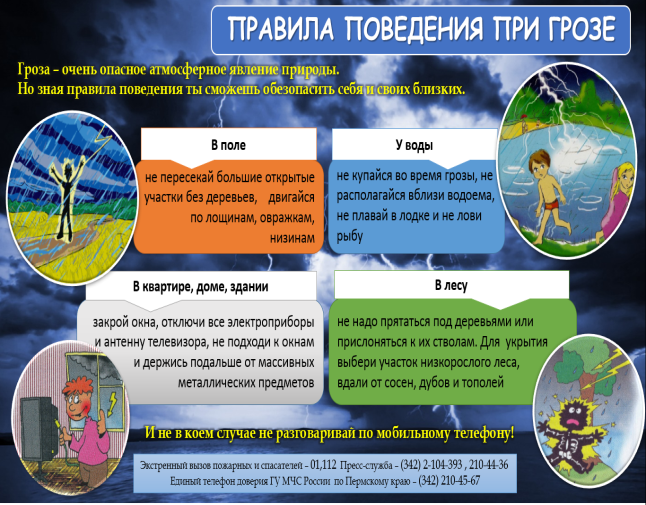 ПРАВИЛА ПОВЕДЕНИЯ ПРИ ГРОЗЕ
Гроза – очень опасное атмосферное явление природы.
Но зная правила поведения ты сможешь обезопасить себя и своих близких.
В поле
не пересекай большие открытые
участки без деревьев, двигайся
по лощинам, овражкам,
низинам
У воды
не купайся во время грозы, не
располагайся вблизи водоема,
не плавай в лодке и не лови
рыбу
В квартире, доме, здании
закрой окна, отключи все электроприборы
и антенну телевизора, не подходи к окнам
и держись подальше от массивных
металлических предметов
В лесу
не надо прятаться под деревьями или
прислоняться к их стволам. Для укрытия
выбери участок низкорослого леса,
вдали от сосен, дубов и тополей
И не в коем случае не разговаривай по мобильному телефону!
Экстренный вызов пожарных и спасателей – 01,112 Пресс-служба – (342) 2-104-393 , 210-44-36
Единый телефон доверия ГУ МЧС России по Пермскому краю – (342) 210-45-67